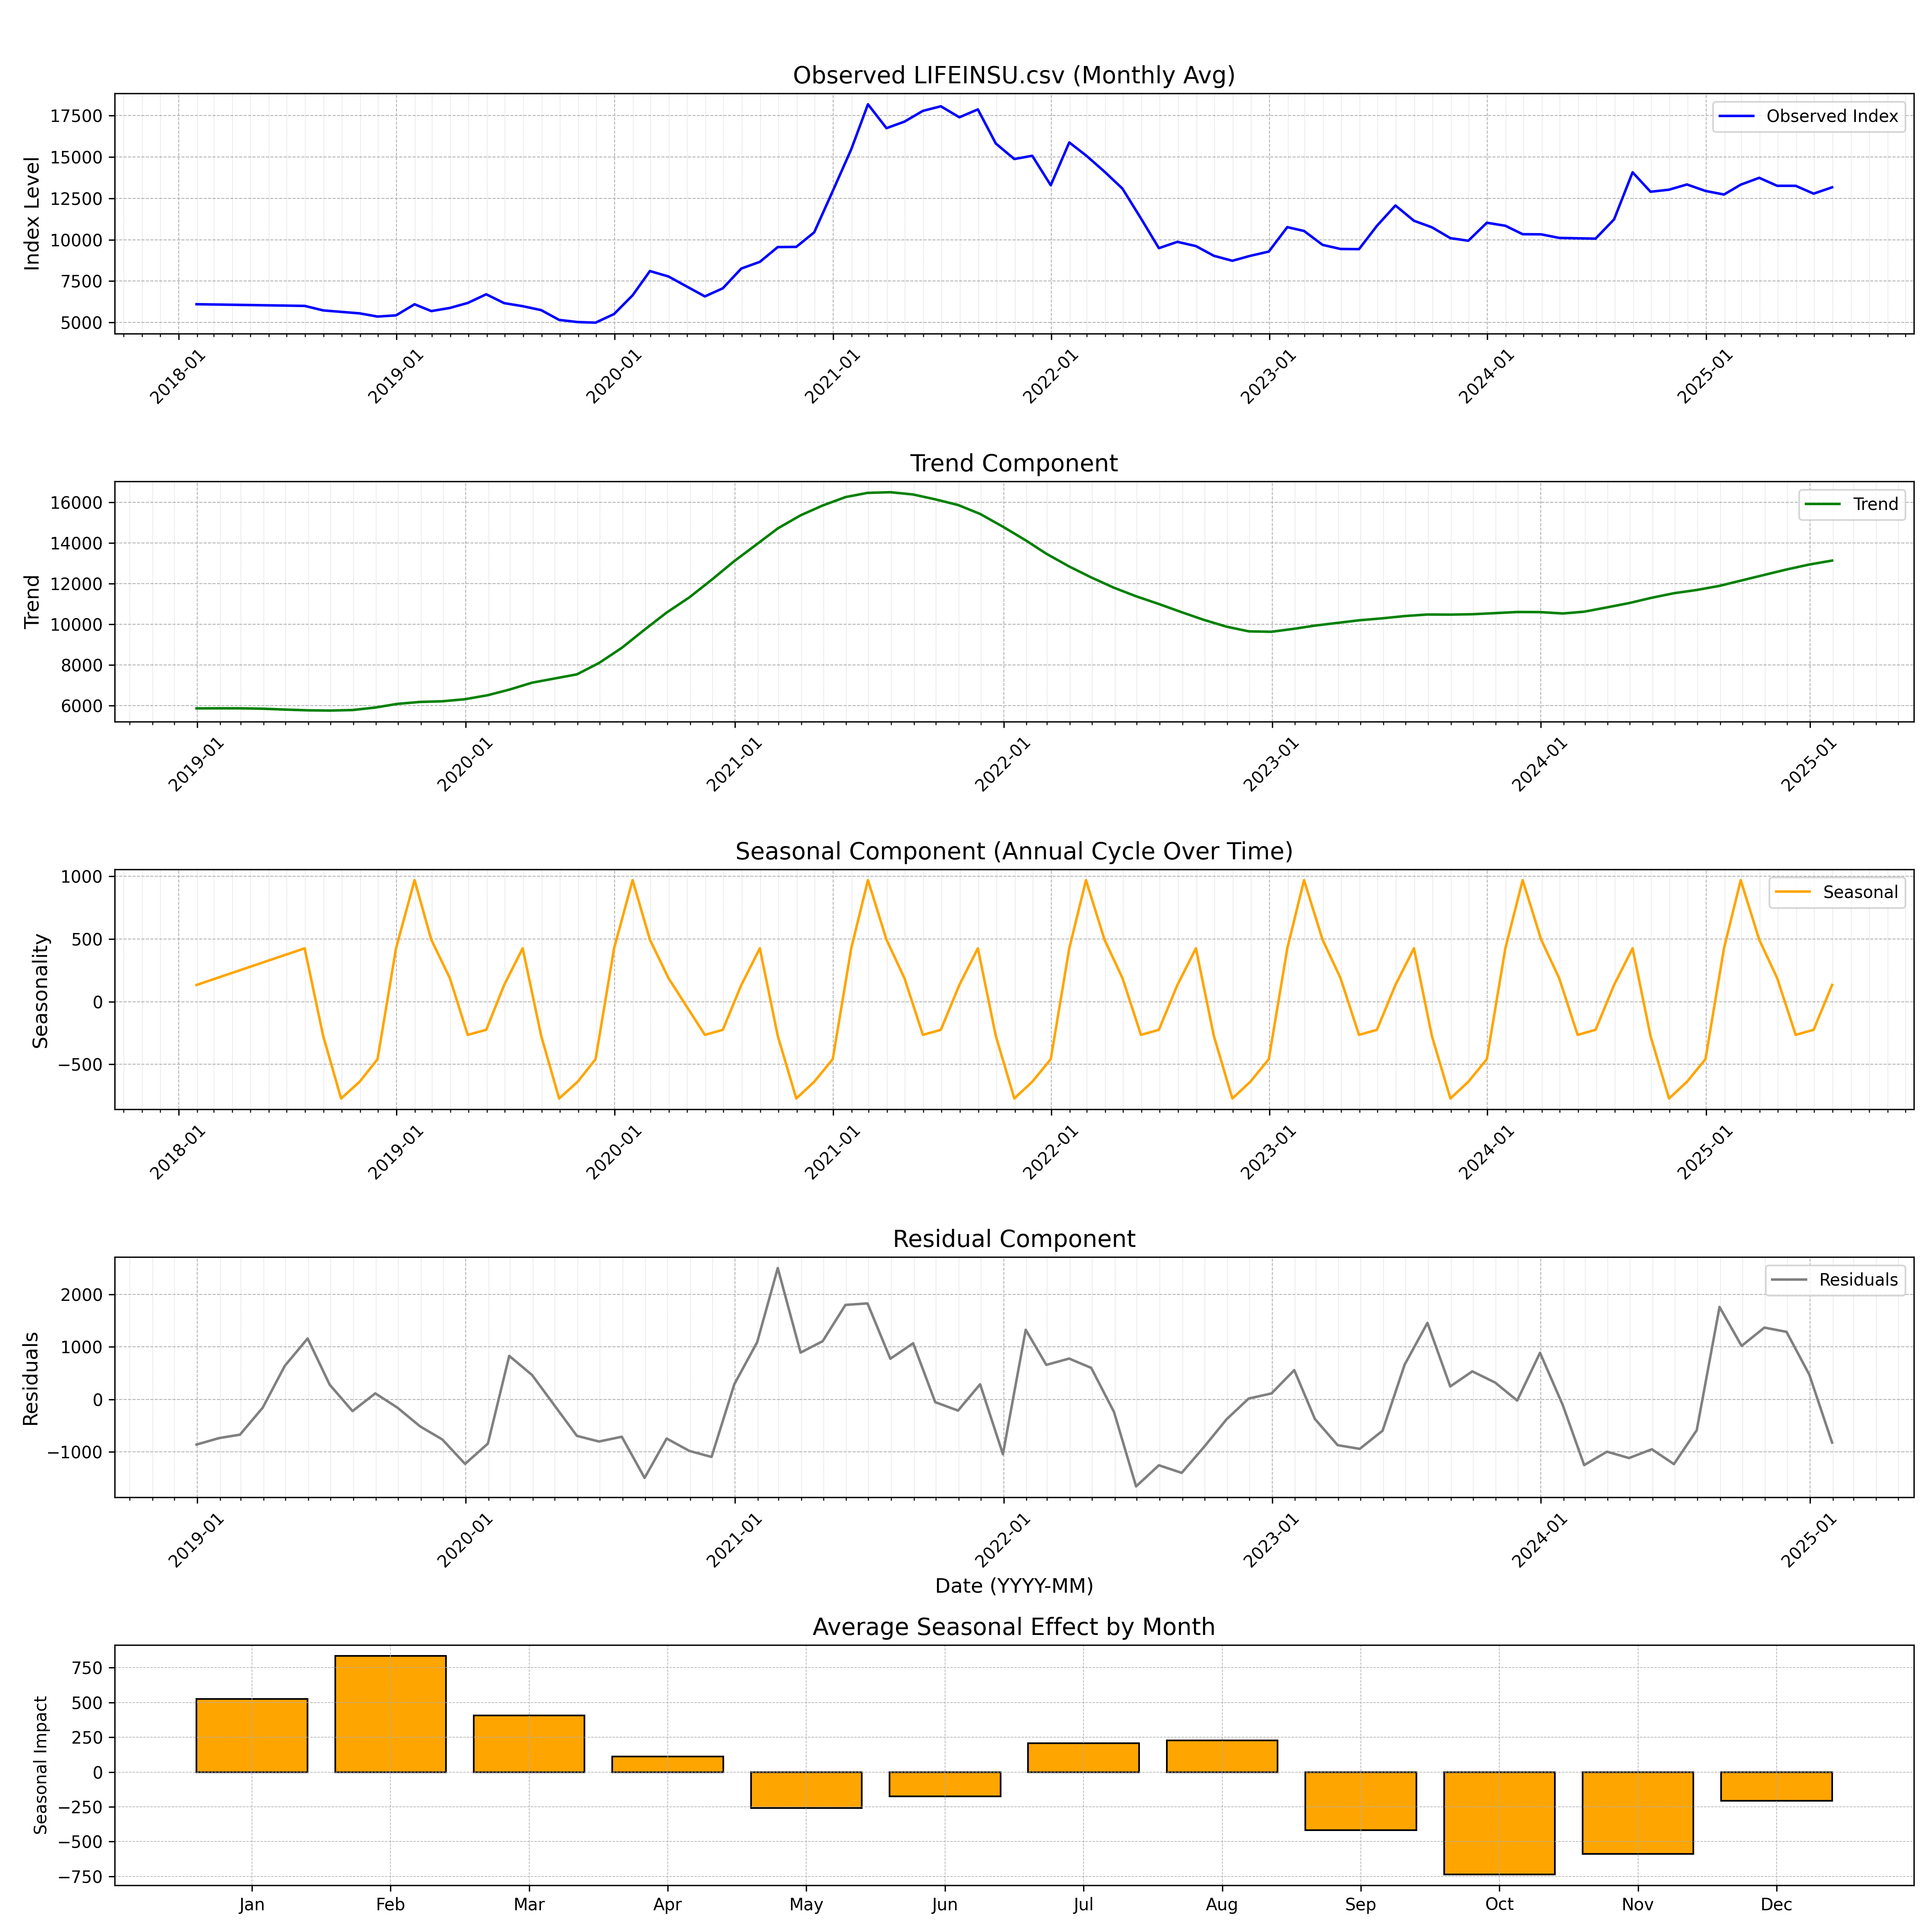 Observed LIFEINSU.csv (Monthly Avg)
Index Level
17500
15000
12500
10000
7500
5000
Observed Index
2018-01
2019-01
2020-01
2021-01
2022-01
2023-01
2024-01
2025-01
Trend Component
Trend
16000
14000
12000
10000
8000
6000
Trend
2019-01
2020-01
2021-01
2022-01
2023-01
2024-01
2025-01
Seasonal Component (Annual Cycle Over Time)
Seasonality
1000
500
0
−500
Seasonal
2018-01
2019-01
2020-01
2021-01
2022-01
2023-01
2024-01
2025-01
Residual Component
Residuals
2000
1000
0
−1000
Residuals
2019-01
2020-01
2021-01
2022-01
2023-01
2024-01
2025-01
Date (YYYY-MM)
Average Seasonal Effect by Month
Seasonal Impact
750
500
250
0
−250
−500
−750
Jan
Feb
Mar
Apr
May
Jun
Jul
Aug
Sep
Oct
Nov
Dec